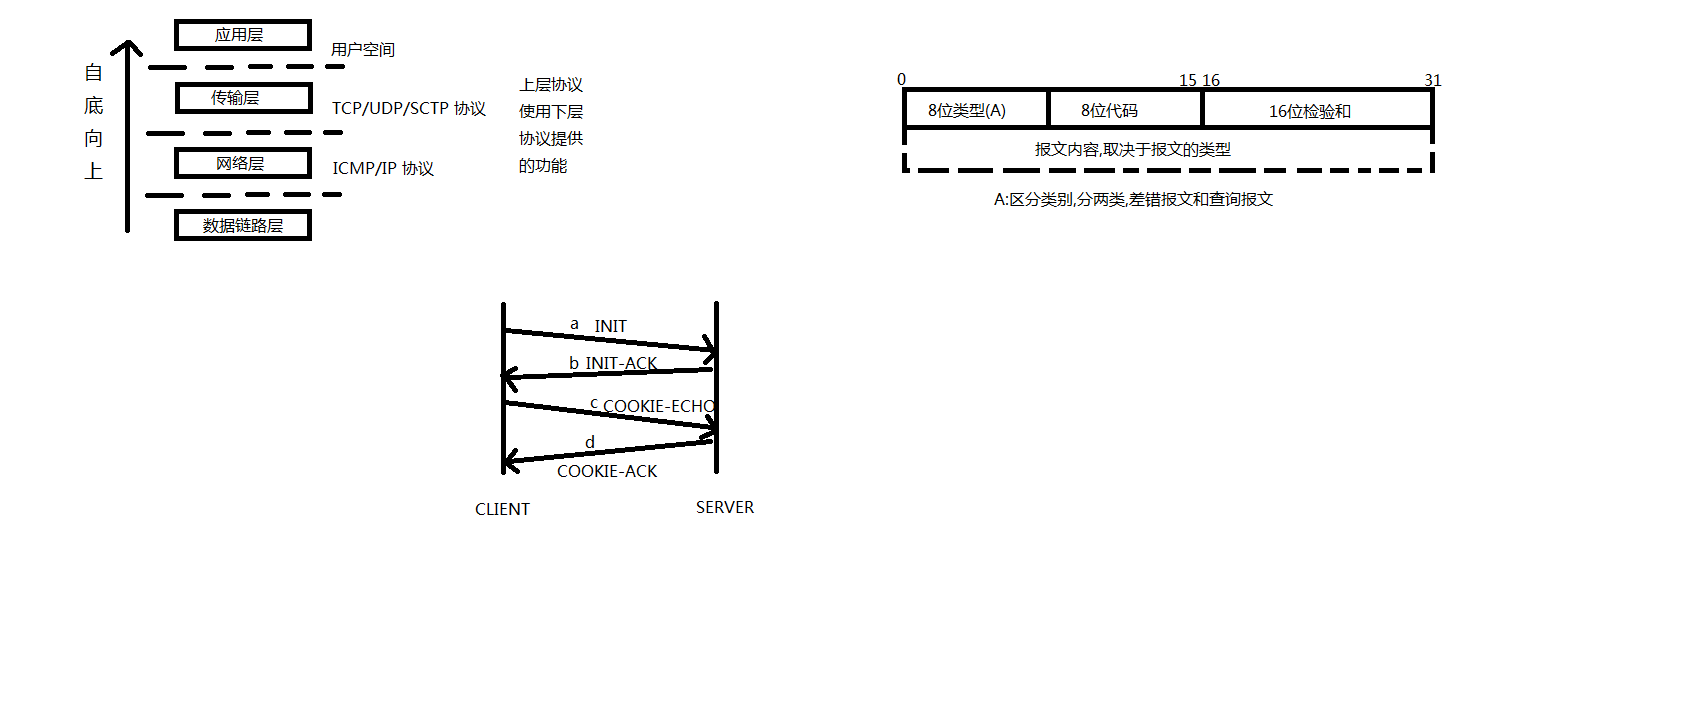 应用层
用户空间
自
底
向
上
传输层
TCP/UDP/SCTP 协议
网络层
ICMP/IP 协议
数据链路层
上层协议
使用下层
协议提供
的功能
0 15 16 31
8位类型(A) 8位代码 16位检验和
报文内容,取决于报文的类型
A:区分类别,分两类,差错报文和查询报文
a INIT
b INIT-ACK
c COOKIE-ECHO
d
COOKIE-ACK
CLIENT SERVER